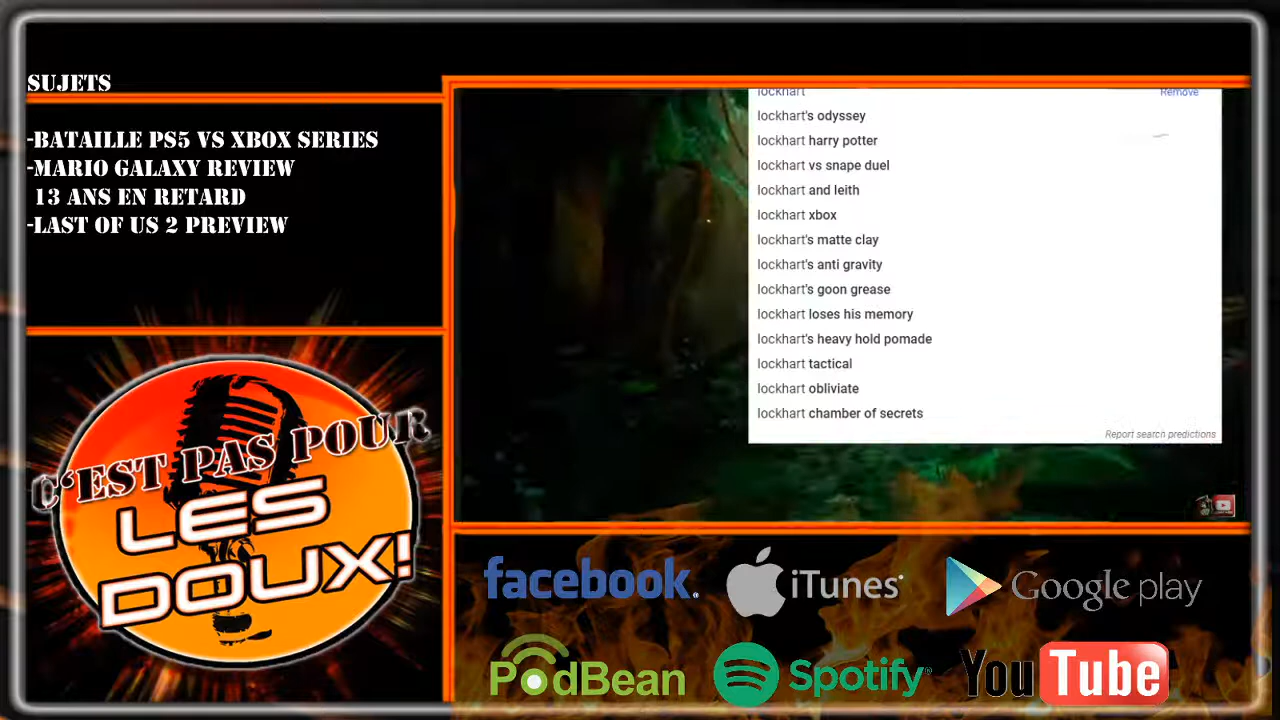 SUJETS
-BATAILLE PS5 VS XBOX SERIES
-MARIO GALAXY REVIEW
13 ANS EN RETARD
-LAST OF US 2 PREVIEW
C'EST PAS POUR
LES
DOUX!
lockhart Remove
lockhart's odyssey
lockhart harry potter
lockhart vs snape duel
lockhart and leith
lockhart xbox
lockhart's matte clay
lockhart's anti gravity
lockhart's goon grease
lockhart loses his memory
lockhart's heavy hold pomade
lockhart tactical
lockhart obliviate
lockhart chamber of secrets
Report search predictions
facebook® iTunes Google play
PodBean Spotify® YouTube